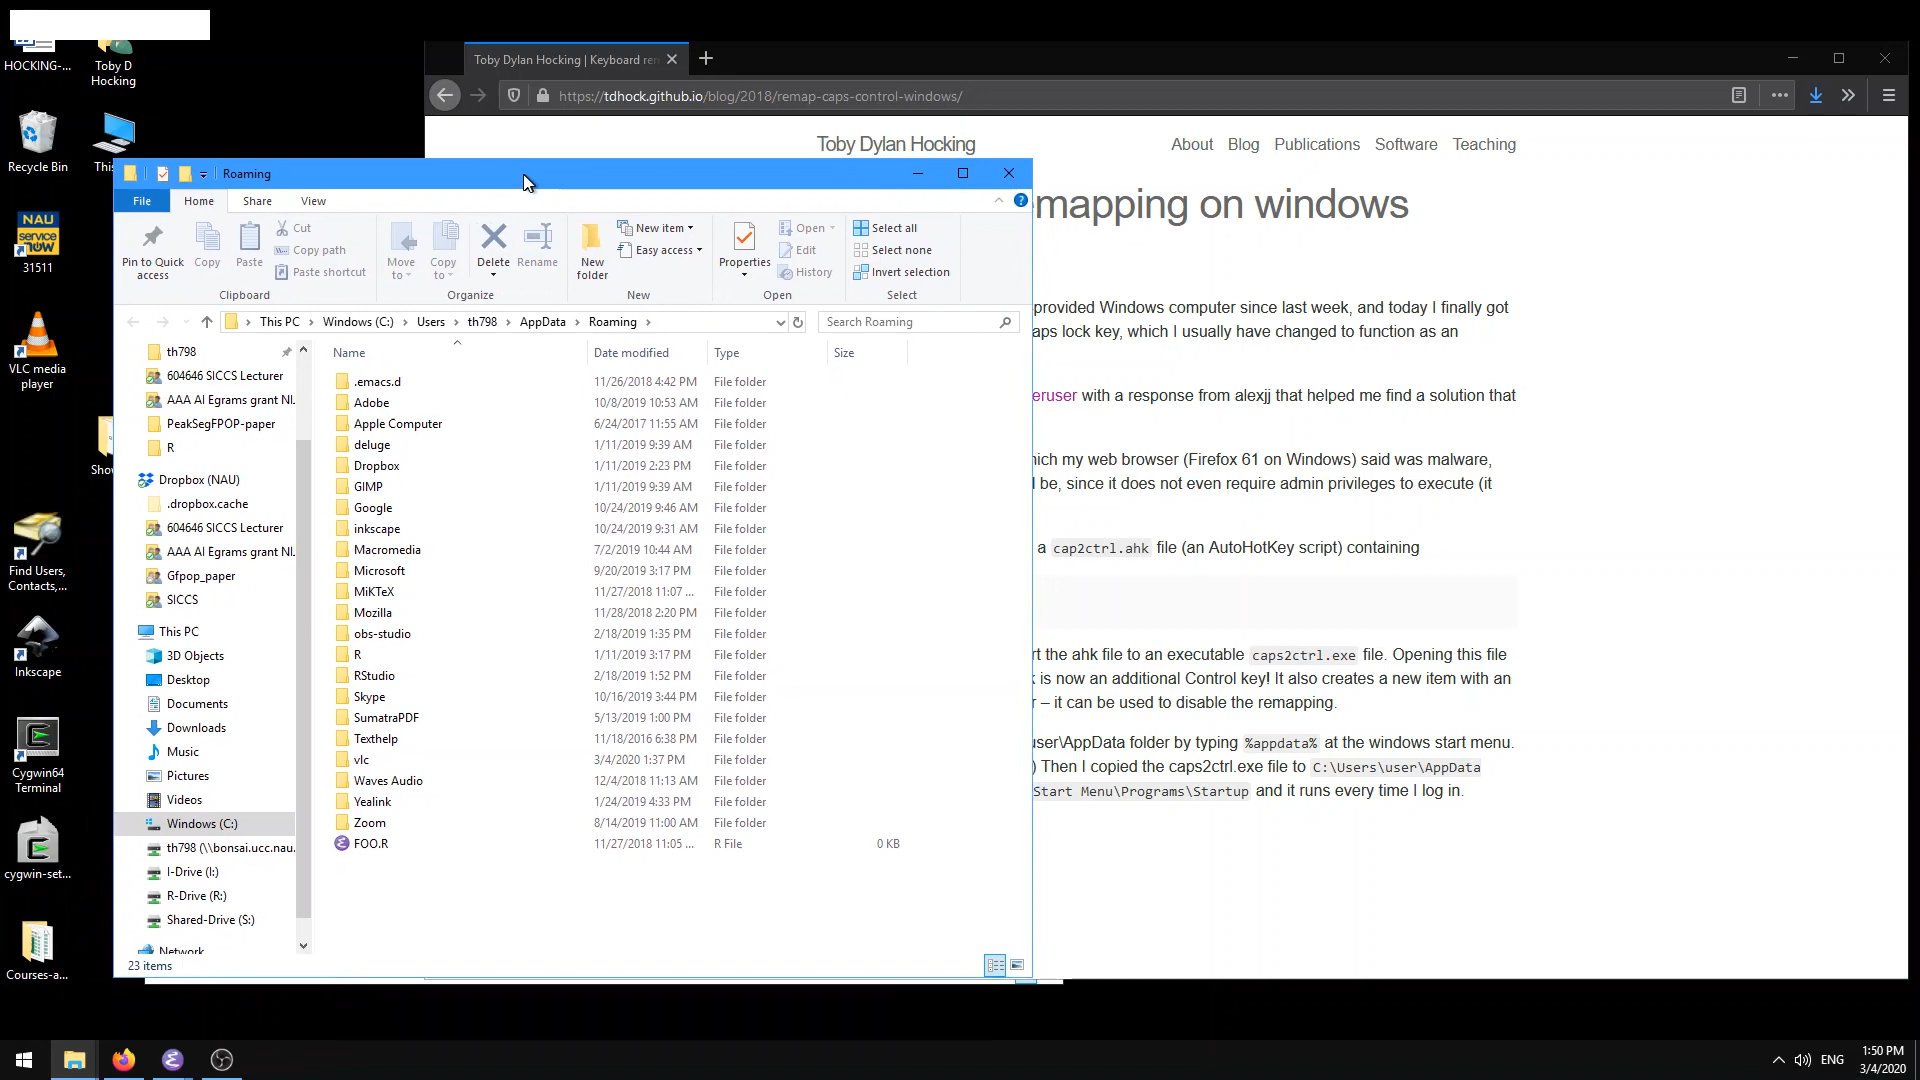 HOCKING-...
Toby D
Hocking
Recycle Bin
This
NAU
service
now
31511
VLC media
player
Show
Find Users,
Contacts,...
Inkscape
Cygwin64
Terminal
cygwin-set...
Courses-a...
Toby Dylan Hocking | Keyboard rem
https://tdhock.github.io/blog/2018/remap-caps-control-windows/
Toby Dylan Hocking
About Blog Publications Software Teaching
emapping on windows
provided Windows computer since last week, and today I finally got
aps lock key, which I usually have changed to function as an
eruser with a response from alexjj that helped me find a solution that
hich my web browser (Firefox 61 on Windows) said was malware,
l be, since it does not even require admin privileges to execute (it
a cap2ctrl.ahk file (an AutoHotKey script) containing
rt the ahk file to an executable caps2ctrl.exe file. Opening this file
k is now an additional Control key! It also creates a new item with an
r – it can be used to disable the remapping.
user\AppData folder by typing %appdata% at the windows start menu.
) Then I copied the caps2ctrl.exe file to C:\Users\user\AppData
Start Menu\Programs\Startup and it runs every time I log in.
Roaming
File Home Share View
Pin to Quick
access
Copy
Paste
Cut
Copy path
Paste shortcut
Clipboard
Move
to
Copy
to
Delete
Rename
Organize
New
folder
New item
Easy access
New
Properties
Open
Edit
History
Open
Select all
Select none
Invert selection
Select
This PC > Windows (C:) > Users > th798 > AppData > Roaming >
Search Roaming
th798
604646 SICCS Lecturer
AAA AI Egrams grant NI.
PeakSegFPOP-paper
R
Dropbox (NAU)
.dropbox.cache
604646 SICCS Lecturer
AAA AI Egrams grant NI.
Gfpop_paper
SICCS
This PC
3D Objects
Desktop
Documents
Downloads
Music
Pictures
Videos
Windows (C:)
th798 (\\bonsai.ucc.nau.
I-Drive (I:)
R-Drive (R:)
Shared-Drive (S:)
Network
Name Date modified Type Size
.emacs.d 11/26/2018 4:42 PM File folder
Adobe 10/8/2019 10:53 AM File folder
Apple Computer 6/24/2017 11:55 AM File folder
deluge 1/11/2019 9:39 AM File folder
Dropbox 1/11/2019 2:23 PM File folder
GIMP 1/11/2019 9:39 AM File folder
Google 10/24/2019 9:46 AM File folder
inkscape 10/24/2019 9:31 AM File folder
Macromedia 7/2/2019 10:44 AM File folder
Microsoft 9/20/2019 3:17 PM File folder
MiKTeX 11/27/2018 11:07 ... File folder
Mozilla 11/28/2018 2:20 PM File folder
obs-studio 2/18/2019 1:35 PM File folder
R 1/11/2019 3:17 PM File folder
RStudio 2/18/2019 1:52 PM File folder
Skype 10/16/2019 3:44 PM File folder
SumatraPDF 5/13/2019 1:00 PM File folder
Texthelp 11/18/2016 6:38 PM File folder
vlc 3/4/2020 1:37 PM File folder
Waves Audio 12/4/2018 11:13 AM File folder
Yealink 1/24/2019 4:33 PM File folder
Zoom 8/14/2019 11:00 AM File folder
FOO.R 11/27/2018 11:05 ... R File 0 KB
23 items
ENG
1:50 PM
3/4/2020